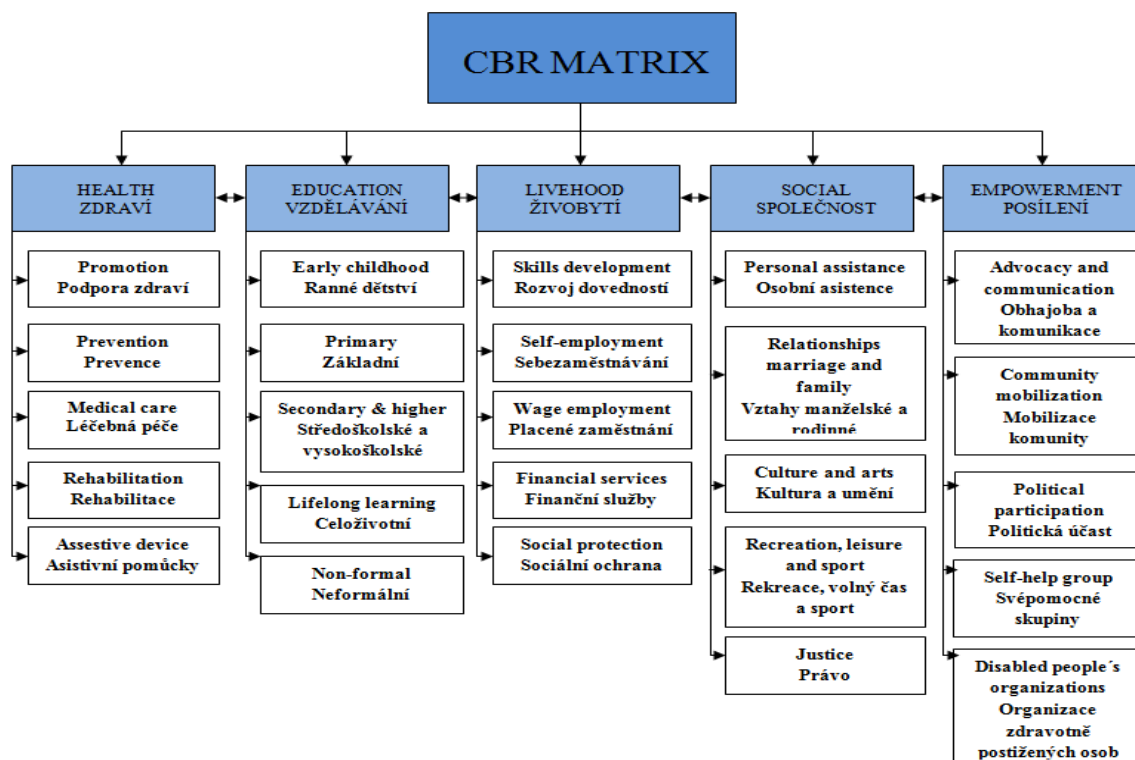 CBR MATRIX
HEALTH
ZDRAVÍ
EDUCATION
VZDĚLÁVÁNÍ
LIVEHOOD
ŽIVOBYTÍ
SOCIAL
SPOLEČNOST
EMPOWERMENT
POSÍLENÍ
Promotion
Podpora zdraví
Prevention
Prevence
Medical care
Léčebná péče
Rehabilitation
Rehabilitace
Assestive device
Asistivní pomůcky
Early childhood
Ranné dětství
Primary
Základní
Secondary & higher
Středoškolské a
vysokoškolské
Lifelong learning
Celoživotní
Non-formal
Neformální
Skills development
Rozvoj dovedností
Self-employment
Sebezaměstnávání
Wage employment
Placené zaměstnání
Financial services
Finanční služby
Social protection
Sociální ochrana
Personal assistance
Osobní asistence
Relationships
marriage and
family
Vztahy manželské a
rodinné
Culture and arts
Kultura a umění
Recreation, leisure
and sport
Rekreace, volný čas
a sport
Justice
Právo
Advocacy and
communication
Obhajoba a
komunikace
Community
mobilization
Mobilizace
komunity
Political
participation
Politická účast
Self-help group
Svépomocné
skupiny
Disabled people´s
organizations
Organizace
zdravotně
postižených osob